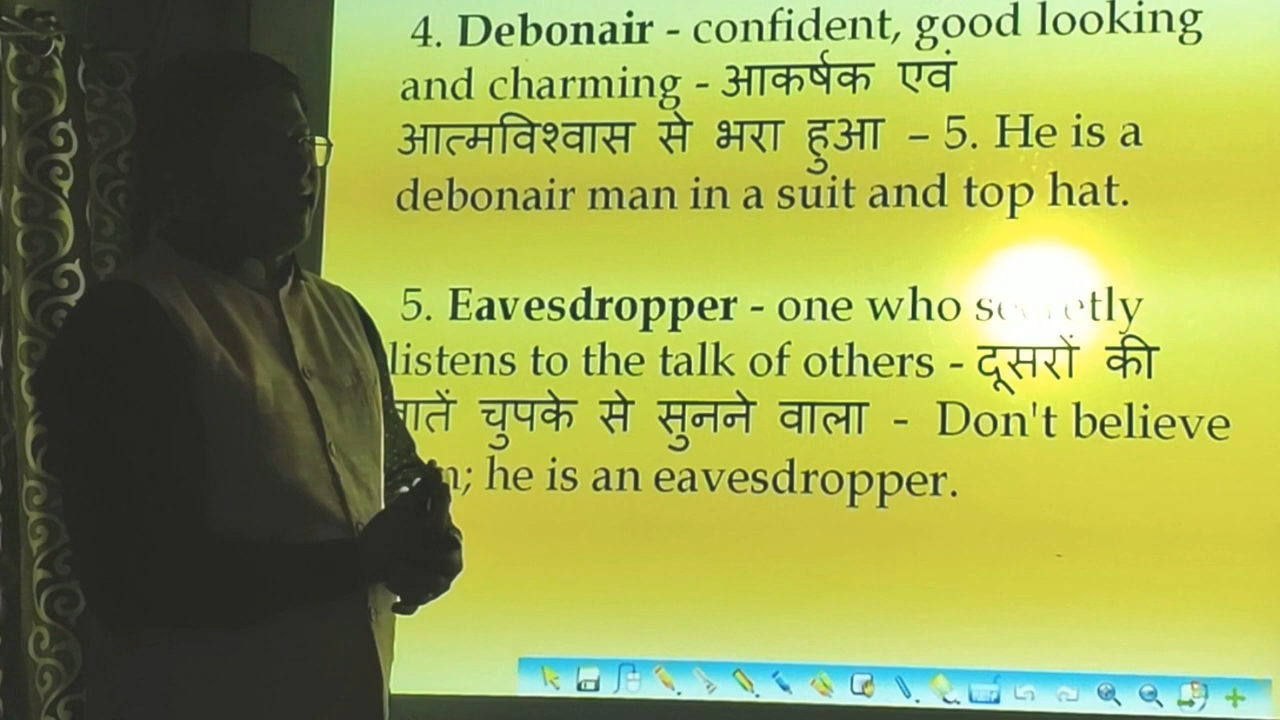 4. Debonair - confident, good looking
and charming - आकर्षक एवं
आत्मविश्वास से भरा हुआ – 5. He is a
debonair man in a suit and top hat.
5. Eavesdropper - one who
listens to the talk of others - दूसरों की
चुपके से सुनने वाला - Don't believe
he is an eavesdropper.